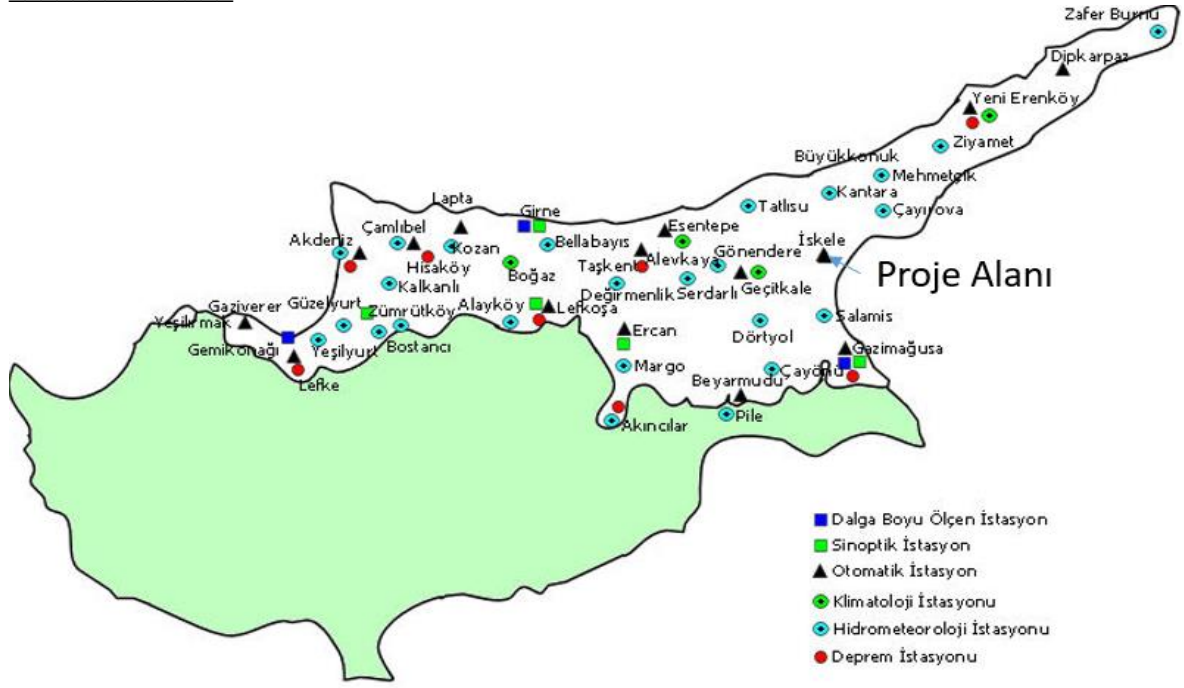 Zafer Burnu
Dipkarpaz
Yeni Erenköy
Ziyamet
Büyükkonuk
Mehmetçik
Kantara
Çayırova
Tatlısu
Lapta
Girne
Esentepe
Çamlıbel
Akdeniz
Kozan
Bellabayıs
Alevkaya
Gönendere
İskele
Hisaköy
Boğaz
Taşkent
Proje Alanı
Kalkanlı
Değirmenlik
Serdarlı
Geçitkale
Gaziverer
Güzelyurt
Zümrütköy
Alayköy
Lefkoşa
Salamis
Yeşilırmak
Ercan
Dörtyol
Gemikonağı
Yeşilyurt
Bostancı
Gazimağusa
Margo
Çayönü
Lefke
Beyarmudu
Akıncılar
Pile
Dalga Boyu Ölçen İstasyon
Sinoptik İstasyon
Otomatik İstasyon
Klimatoloji İstasyonu
Hidrometeoroloji İstasyonu
Deprem İstasyonu